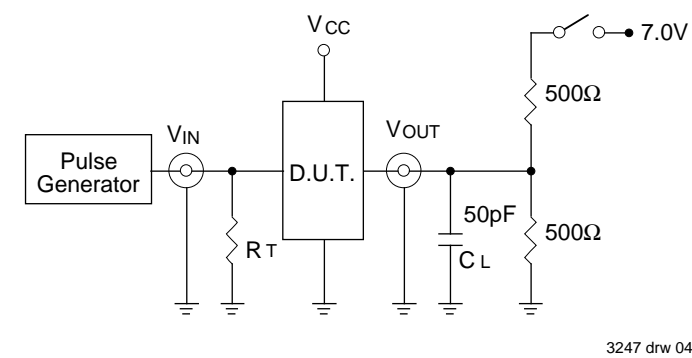 VCC
7.0V
500Ω
VIN
VOUT
Pulse
Generator
D.U.T.
50pF
500Ω
RT
CL
3247 drw 04